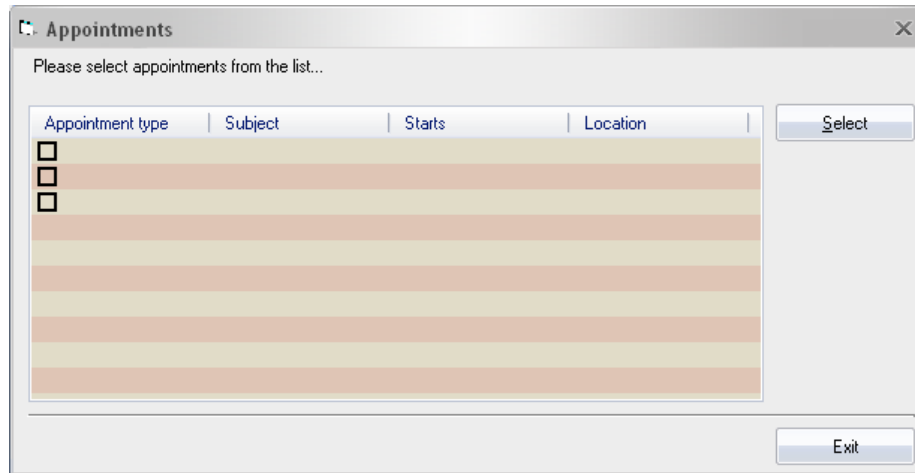 Appointments
Please select appointments from the list...
Appointment type Subject Starts Location
Select
Exit